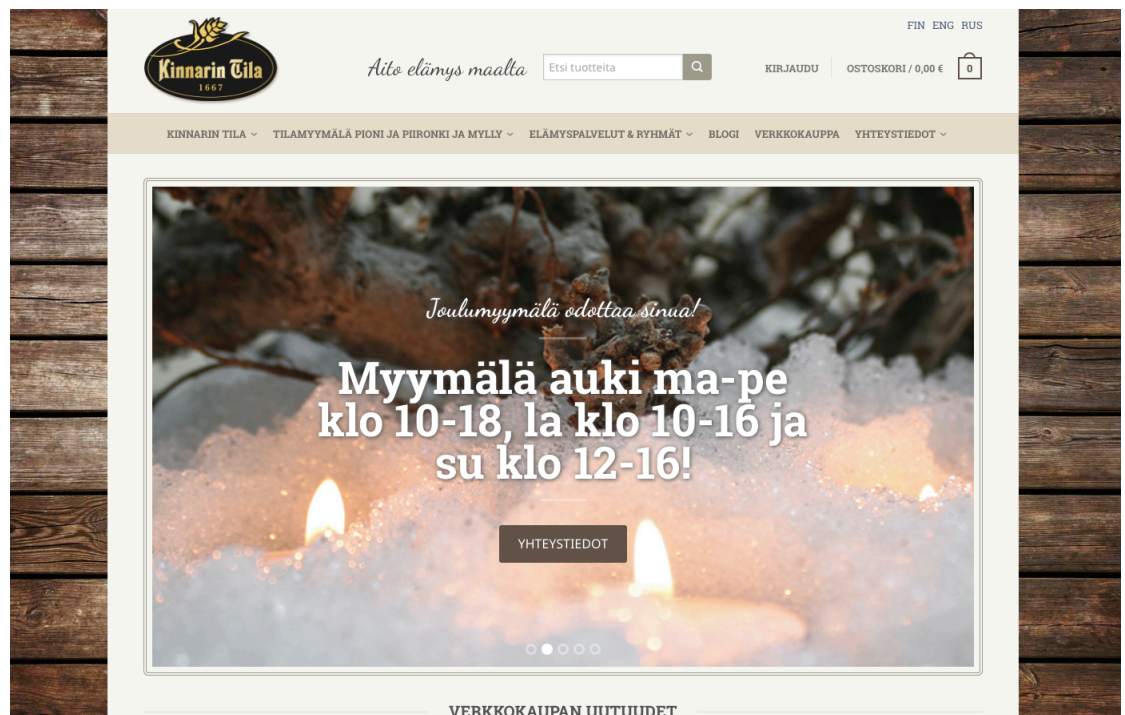 FIN ENG RUS
Kinnarin Tila
1667
Aito elämys maalta
Etsi tuotteita
KIRJAUDU
OSTOSKORI / 0,00 €
0
KINNARIN TILA
TILAMYYMÄLÄ PIONI JA PIIRONKI JA MYLLY
ELÄMYSPALVELUT & RYHMÄT
BLOGI
VERKKOKAUPPA
YHTEYSTIEDOT
Joulumyymälä odottaa sinua!
Myymälä auki ma-pe
klo 10-18, la klo 10-16 ja
su klo 12-16!
YHTEYSTIEDOT
VERKKOKAUPAN UUTUUDET